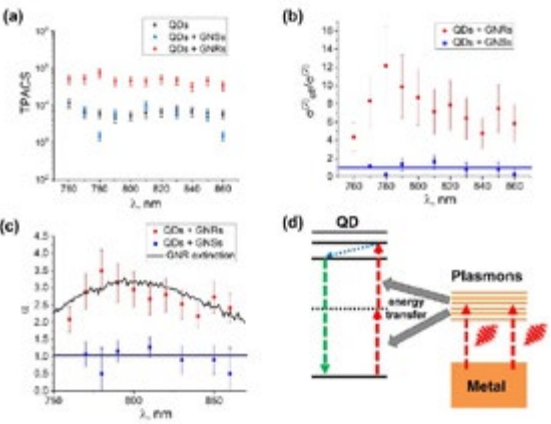 (a)
QDs
QDs + GNSs
QDs + GNRs
TPACS
760 780 800 820 840 860
λ, nm
(b)
QDs + GNRs
QDs + GNSs
16
14
12
10
8
6
4
2
0
760 780 800 820 840 860
λ, nm
(c)
QDs + GNRs
QDs + GNSs
GNR extinction
4.5
4.0
3.5
3.0
2.5
2.0
1.5
1.0
0.5
0.0
750 800 850
λ, nm
(d)
QD
Plasmons
energy
transfer
Metal